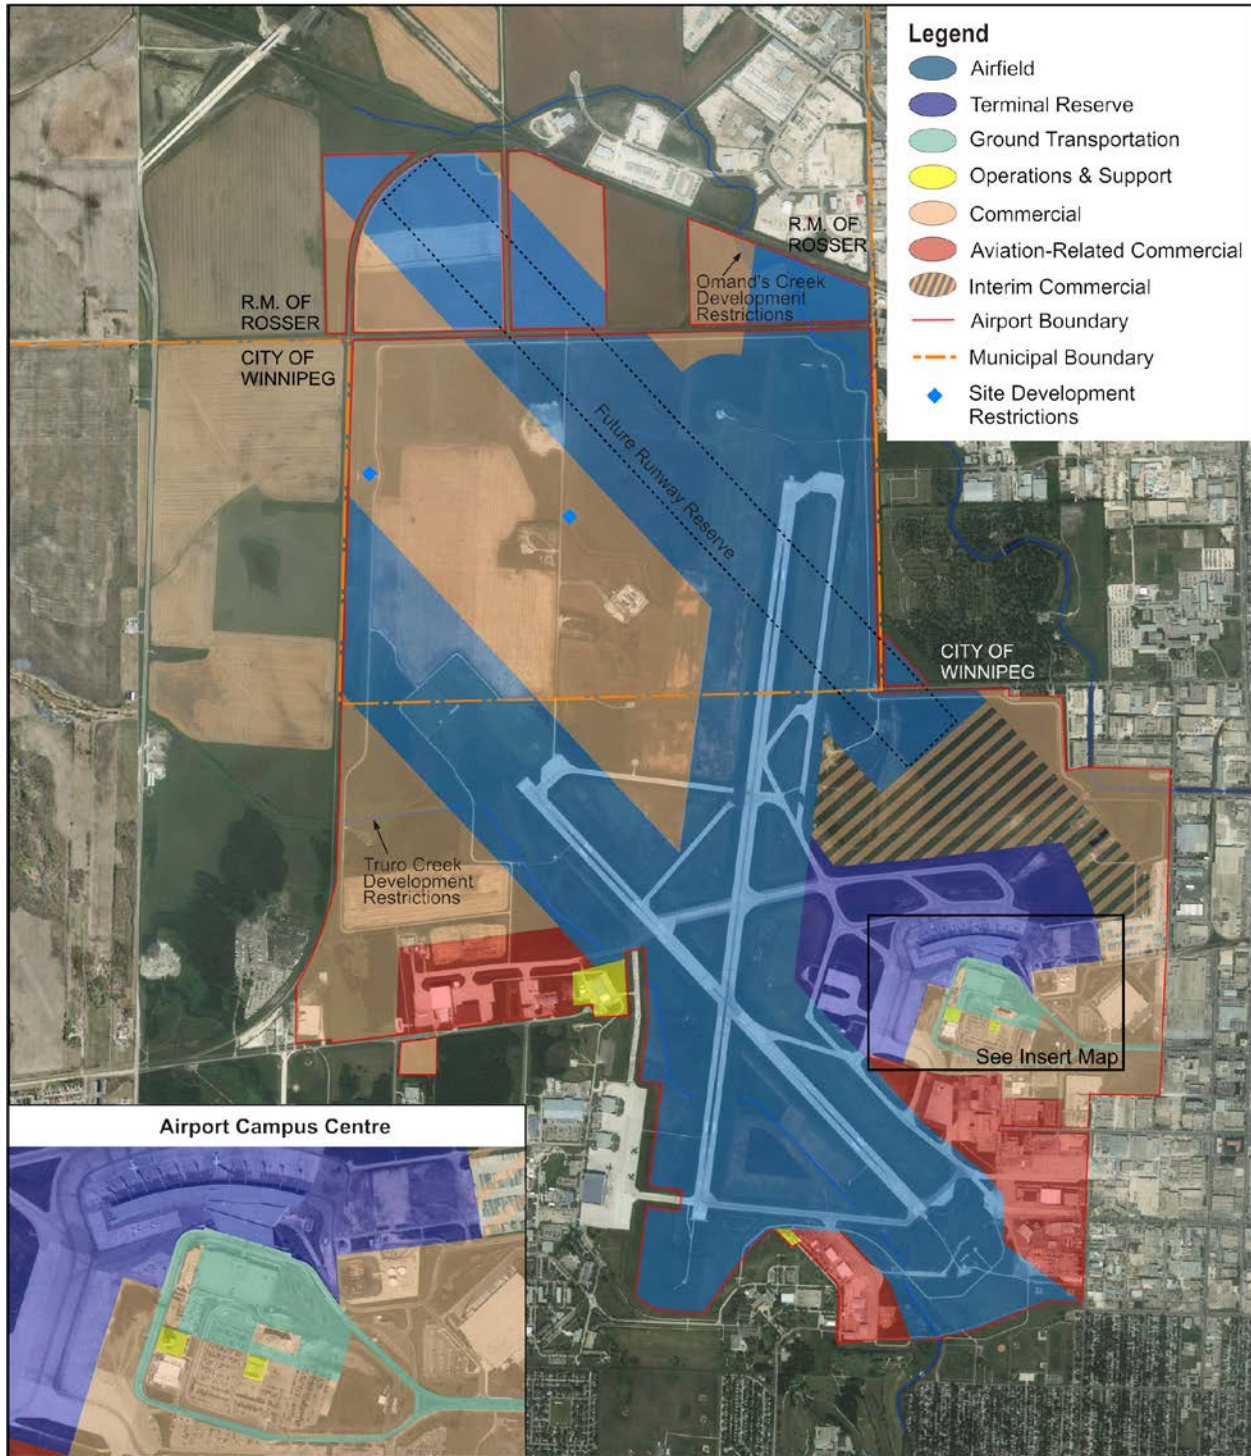 Legend
Airfield
Terminal Reserve
Ground Transportation
Operations & Support
Commercial
Aviation-Related Commercial
Interim Commercial
Airport Boundary
Municipal Boundary
Site Development
Restrictions
R.M. OF
ROSSER
Omand's Creek
Development
Restrictions
R.M. OF
ROSSER
CITY OF
WINNIPEG
Future Runway Reserve
CITY OF
WINNIPEG
Truro Creek
Development
Restrictions
See Insert Map
Airport Campus Centre